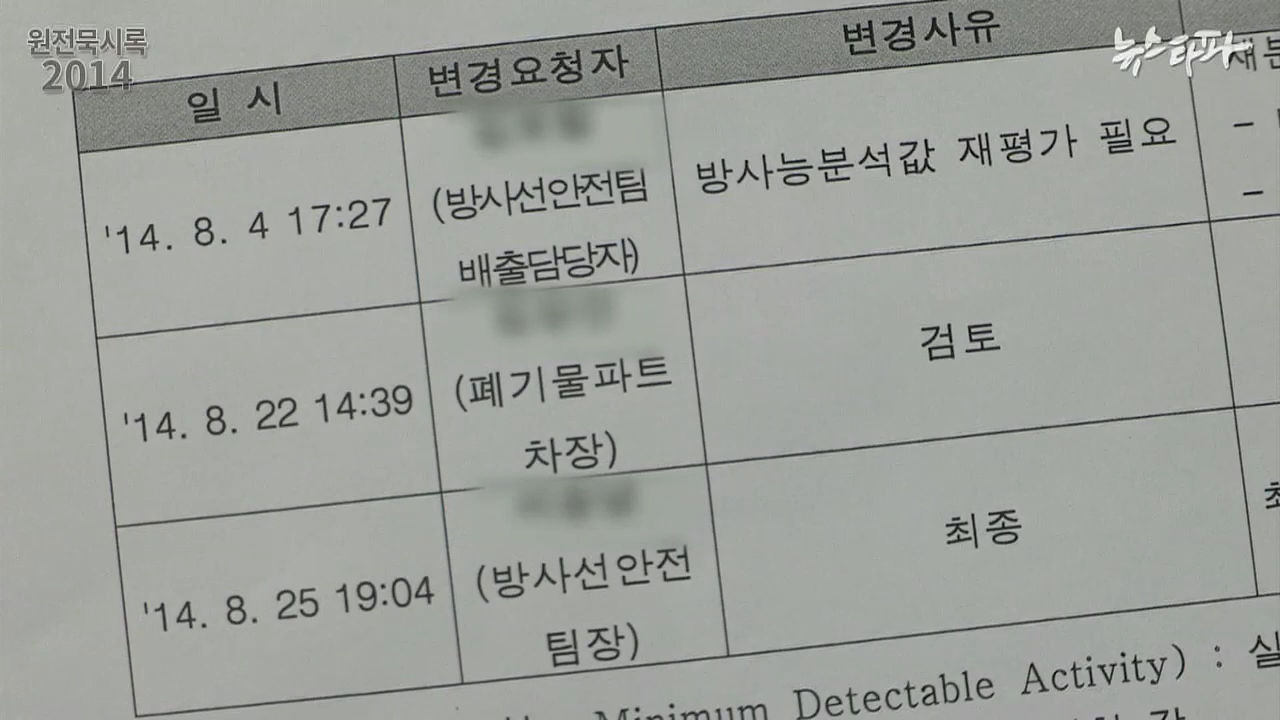 원전묵시록
2014
뉴스타파
일 시
변경요청자
변경사유
'14. 8. 4 17:27
(방사선안전팀
배출담당자)
방사능분석값 재평가 필요
'14. 8. 22 14:39
(폐기물파트
차장)
검토
'14. 8. 25 19:04
(방사선안전
팀장)
최종
Minimum Detectable Activity) : 실